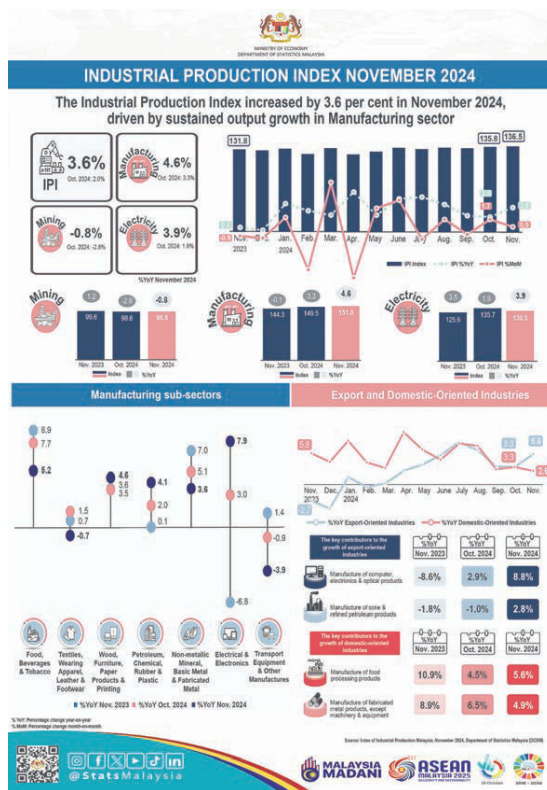 MINISTRY OF ECONOMY
DEPARTMENT OF STATISTICS MALAYSIA
INDUSTRIAL PRODUCTION INDEX NOVEMBER 2024
The Industrial Production Index increased by 3.6 per cent in November 2024,
driven by sustained output growth in Manufacturing sector
3.6%
IPI
Oct. 2024: 2.0%
Manufacturing
4.6%
Oct. 2024: 3.3%
Mining
-0.8%
Oct. 2024: -2.8%
Electricity
3.9%
Oct. 2024: 1.9%
%YoY November 2024
131.8
135.8
136.5
Nov. Jan. Feb. Mar. Apr. May June July Aug. Sep. Oct. Nov.
2023 2024
IPI Index IPI %YoY IPI %MoM
Mining
1.2 -2.8 -0.8
99.6 98.6
Nov. 2023 Oct. 2024 Nov. 2024
Index %YoY
Manufacturing
3.3 4.6
144.3 149.5
Nov. 2023 Oct. 2024 Nov. 2024
Index %YoY
Electricity
3.5 1.9 3.9
125.6 135.7
Nov. 2023 Oct. 2024 Nov. 2024
Index %YoY
Manufacturing sub-sectors
8.9
7.7
5.2
1.5
0.7
-0.7
4.6
3.6
3.5
4.1
2.0
0.1
7.0
5.1
3.6
7.9
3.0
-6.8
1.4
-0.9
-3.9
Food,
Beverages
& Tobacco
Textiles,
Wearing
Apparel,
Leather &
Footwear
Wood,
Furniture,
Paper
Products
& Printing
Petroleum,
Chemical,
Rubber &
Plastic
Non-metallic
Mineral,
Basic Metal
& Fabricated
Metal
Electrical &
Electronics
Transport
Equipment
& Other
Manufactures
%YoY Nov. 2023 %YoY Oct. 2024 %YoY Nov. 2024
% YoY: Percentage change year-on-year
% MoM: Percentage change month-on-month
Export and Domestic-Oriented Industries
3.3
Nov. Dec. Jan. Feb. Mar. Apr. May June July Aug. Sep. Oct. Nov.
2023 2024
%YoY Export-Oriented Industries %YoY Domestic-Oriented Industries
The key contributors to the
growth of export-oriented
industries
%YoY Nov. 2023
%YoY Oct. 2024
%YoY Nov. 2024
Manufacture of computer,
electronics & optical products
-8.6% 2.9% 8.8%
Manufacture of coke &
refined petroleum products
-1.8% -1.0% 2.8%
The key contributors to the
growth of domestic-oriented
industries
%YoY Nov. 2023
%YoY Oct. 2024
%YoY Nov. 2024
Manufacture of food
processing products
10.9% 4.5% 5.6%
Manufacture of fabricated
metal products, except
machinery & equipment
8.9% 6.5% 4.9%
Source: Index of Industrial Production Malaysia, November 2024, Department of Statistics Malaysia (DOSM)
@StatsMalaysia
MALAYSIA
MADANI
ASEAN
MALAYSIA 2025